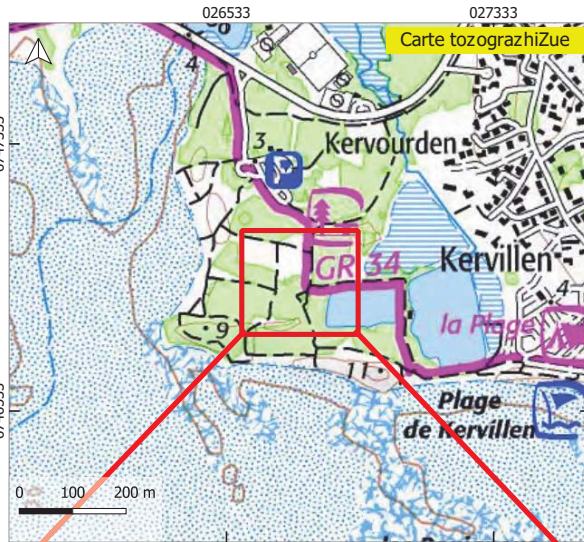 026533
027333
Carte tozograzhiZue
4
3
Kervourden
GR 34
Kervillen
4
la Plage
9
11
Plage
de Kervillen
0 100 200 m